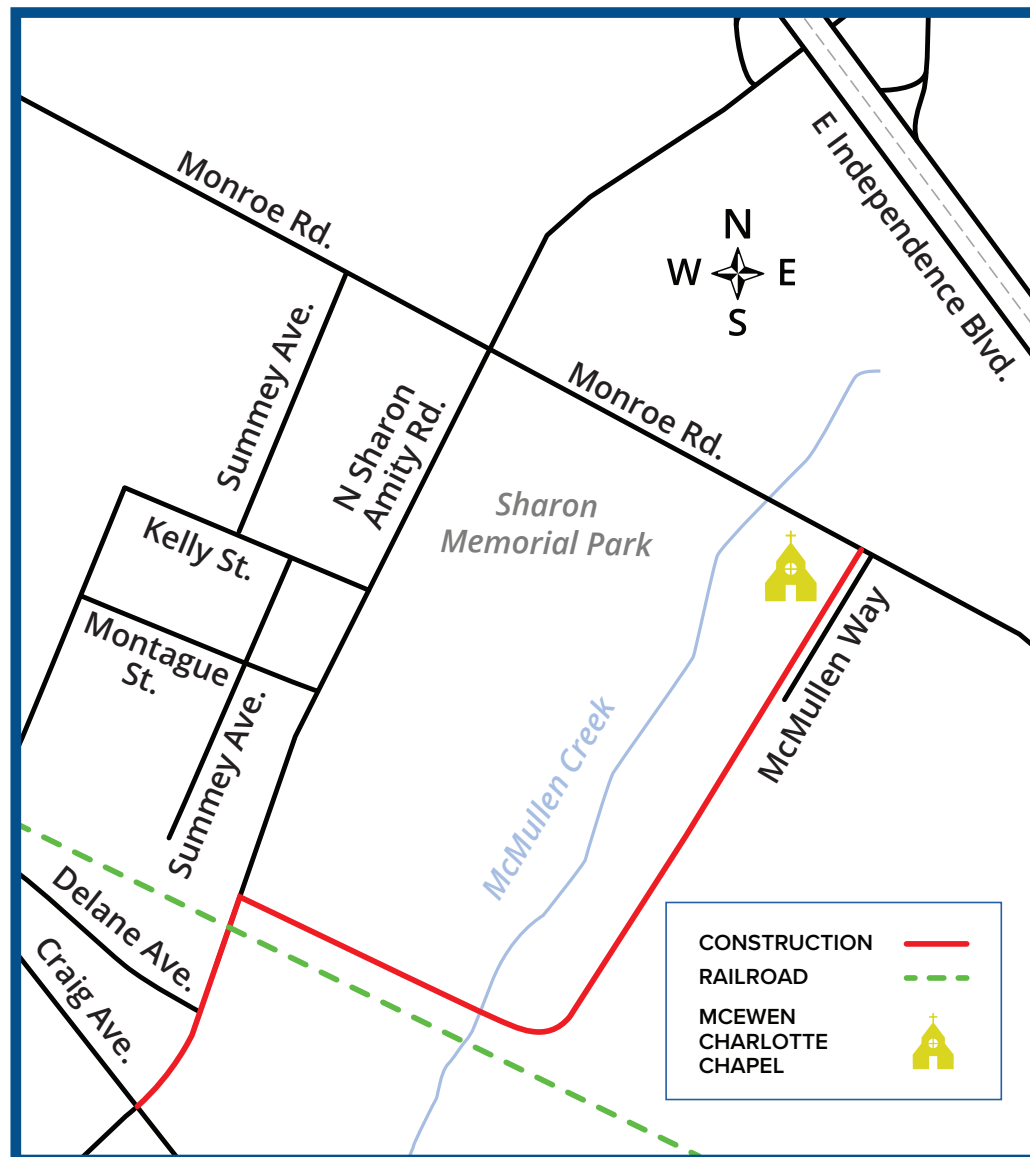 Monroe Rd.
E Independence Blvd.
N
W
E
S
Summey Ave.
N Sharon
Amity Rd.
Monroe Rd.
Sharon
Memorial Park
Kelly St.
Montague
St.
McMullen Way
Summey Ave.
McMullen Creek
Delane Ave.
Craig Ave.
CONSTRUCTION
RAILROAD
MCEWEN
CHARLOTTE
CHAPEL